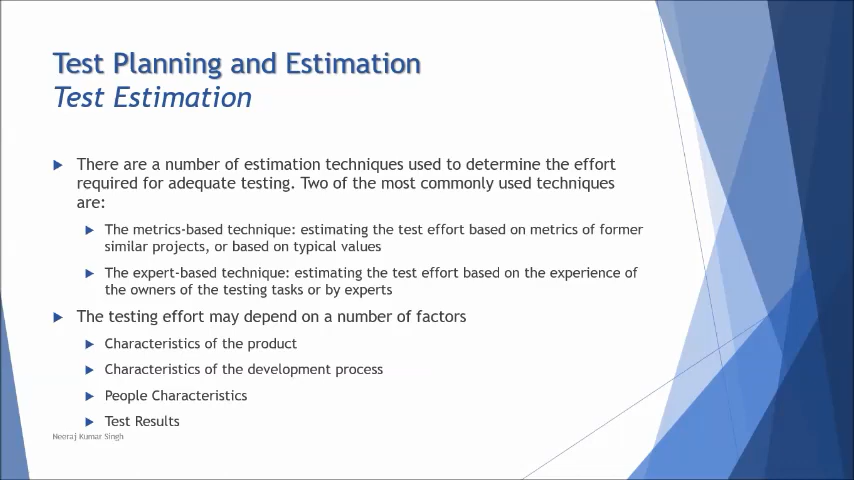 Test Planning and Estimation
Test Estimation
There are a number of estimation techniques used to determine the effort
required for adequate testing. Two of the most commonly used techniques
are:
The metrics-based technique: estimating the test effort based on metrics of former
similar projects, or based on typical values
The expert-based technique: estimating the test effort based on the experience of
the owners of the testing tasks or by experts
The testing effort may depend on a number of factors
Characteristics of the product
Characteristics of the development process
People Characteristics
Test Results
Neeraj Kumar Singh